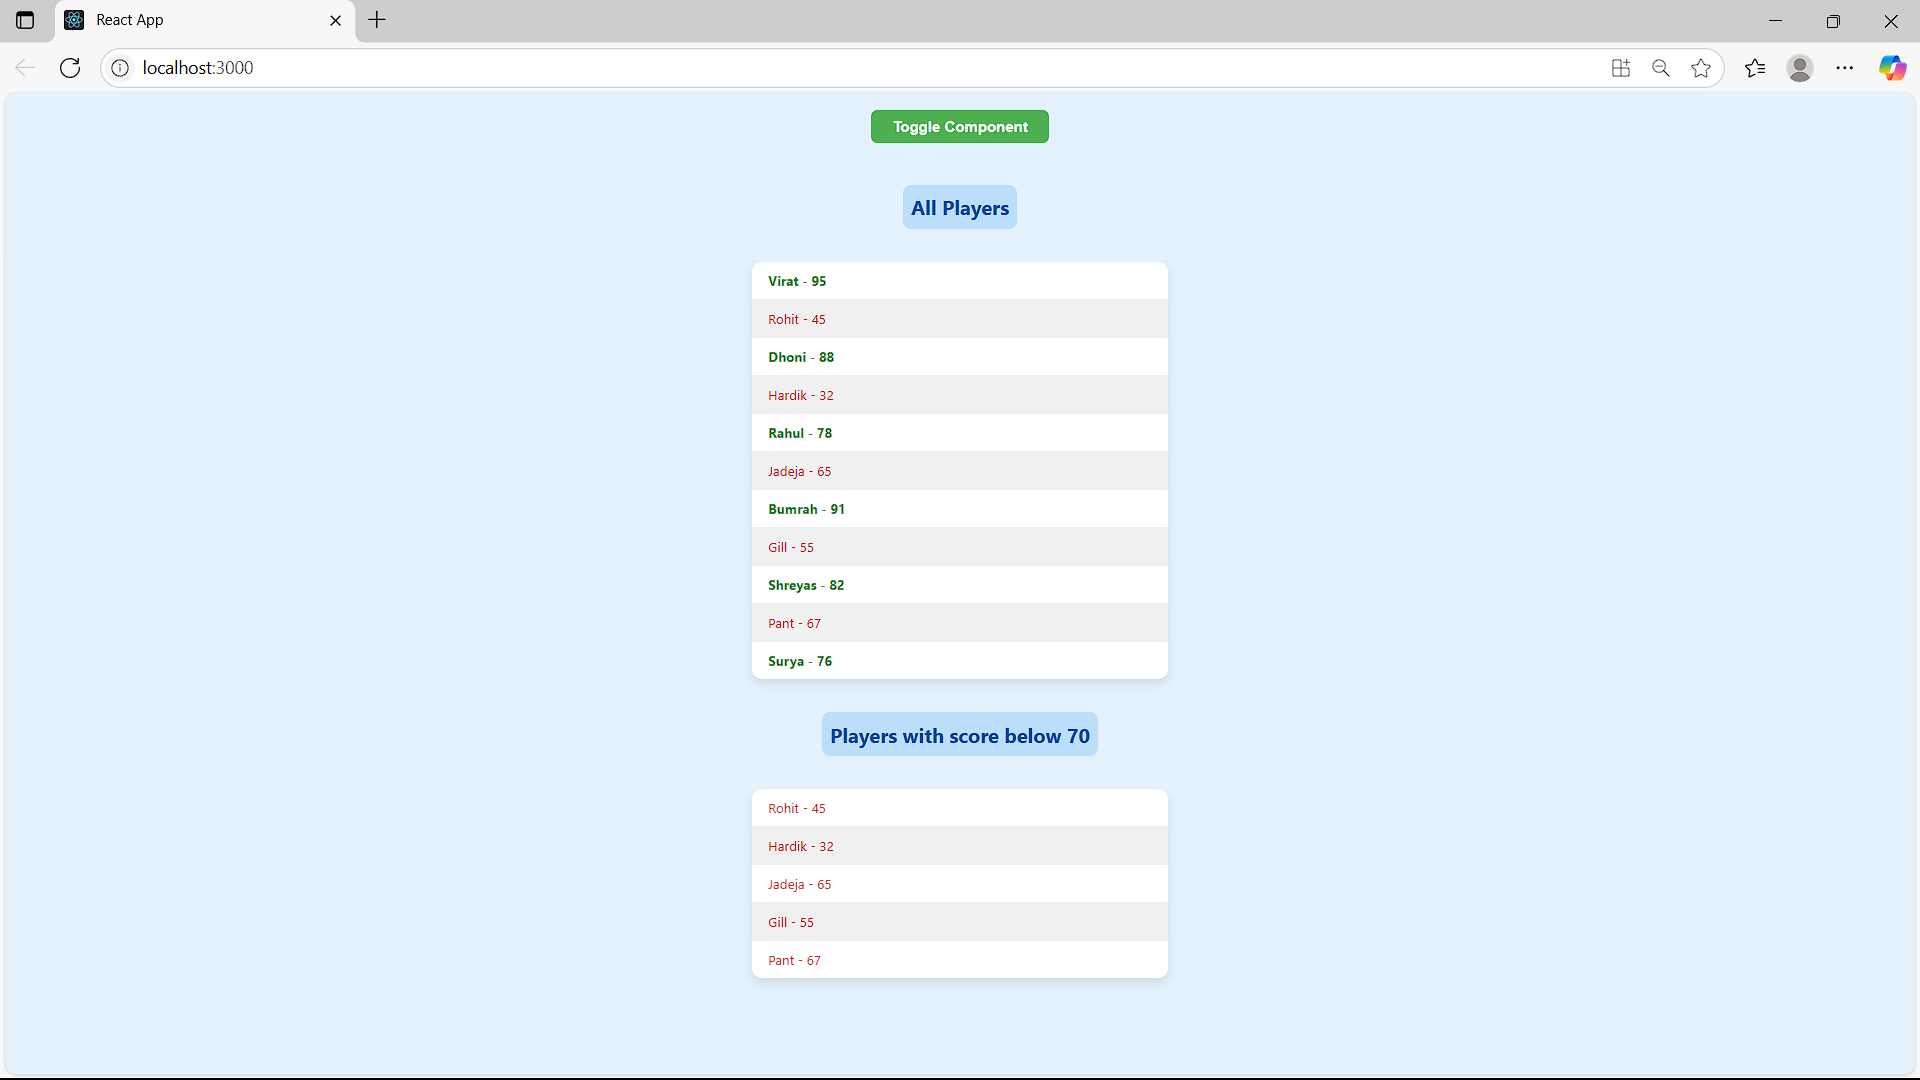 React App
localhost:3000
Toggle Component
All Players
Virat - 95
Rohit - 45
Dhoni - 88
Hardik - 32
Rahul - 78
Jadeja - 65
Bumrah - 91
Gill - 55
Shreyas - 82
Pant - 67
Surya - 76
Players with score below 70
Rohit - 45
Hardik - 32
Jadeja - 65
Gill - 55
Pant - 67